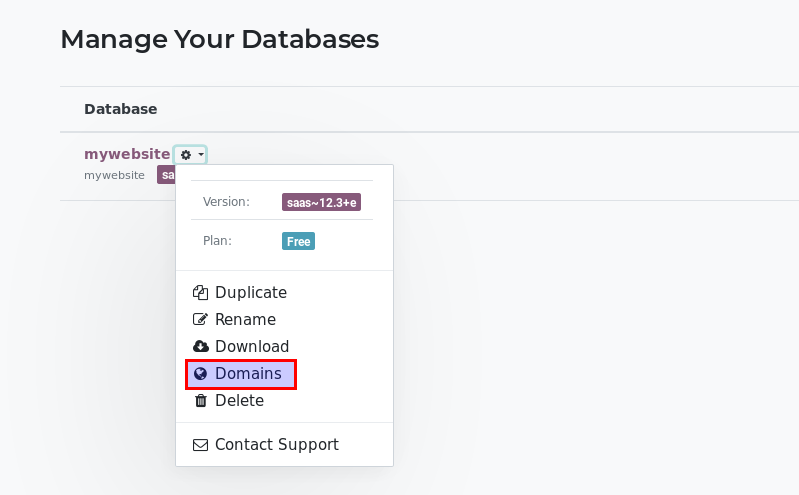 Manage Your Databases
Database
mywebsite
mywebsite sa
Version: saas~12.3+e
Plan: Free
Duplicate
Rename
Download
Domains
Delete
Contact Support